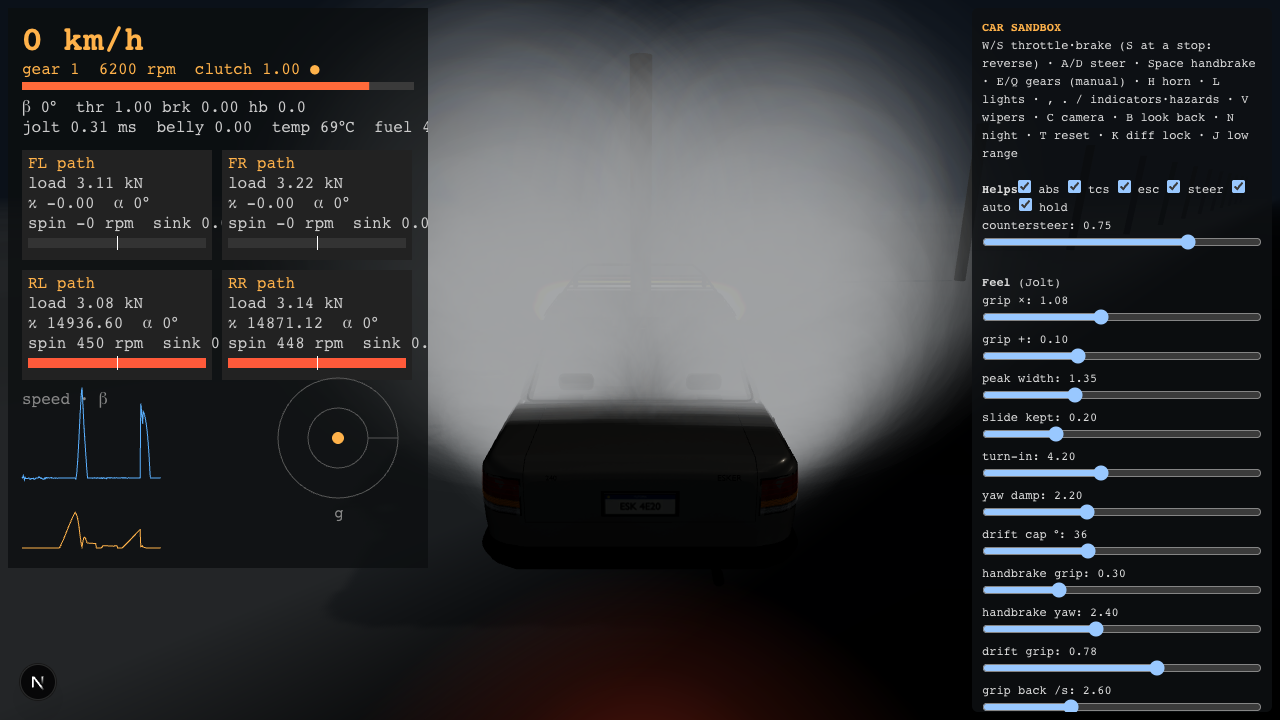 0 km/h
gear 1 6200 rpm clutch 1.00
β 0° thr 1.00 brk 0.00 hb 0.0
jolt 0.31 ms belly 0.00 temp 69°C fuel 4
FL path
load 3.11 kN
ϰ -0.00 α 0°
spin -0 rpm sink 0.
FR path
load 3.22 kN
ϰ -0.00 α 0°
spin -0 rpm sink 0.0
RL path
load 3.08 kN
ϰ 14936.60 α 0°
spin 450 rpm sink 0
RR path
load 3.14 kN
ϰ 14871.12 α 0°
spin 448 rpm sink 0.
speed · β
g
N
ESK 4E20
CAR SANDBOX
W/S throttle·brake (S at a stop:
reverse) · A/D steer · Space handbrake
· E/Q gears (manual) · H horn · L
lights · , . / indicators·hazards · V
wipers · C camera · B look back · N
night · T reset · K diff lock · J low
range
Helps abs tcs esc steer
auto hold
countersteer: 0.75
Feel (Jolt)
grip ×: 1.08
grip +: 0.10
peak width: 1.35
slide kept: 0.20
turn-in: 4.20
yaw damp: 2.20
drift cap °: 36
handbrake grip: 0.30
handbrake yaw: 2.40
drift grip: 0.78
grip back /s: 2.60